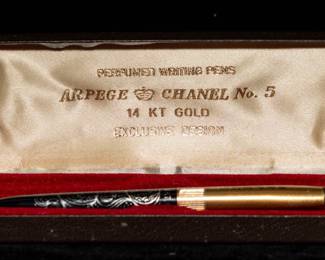 PERFUMED WRITING PENS
ARPEGE CHANEL No. 5
14 KT GOLD
EXCLUSIVE DESIGN